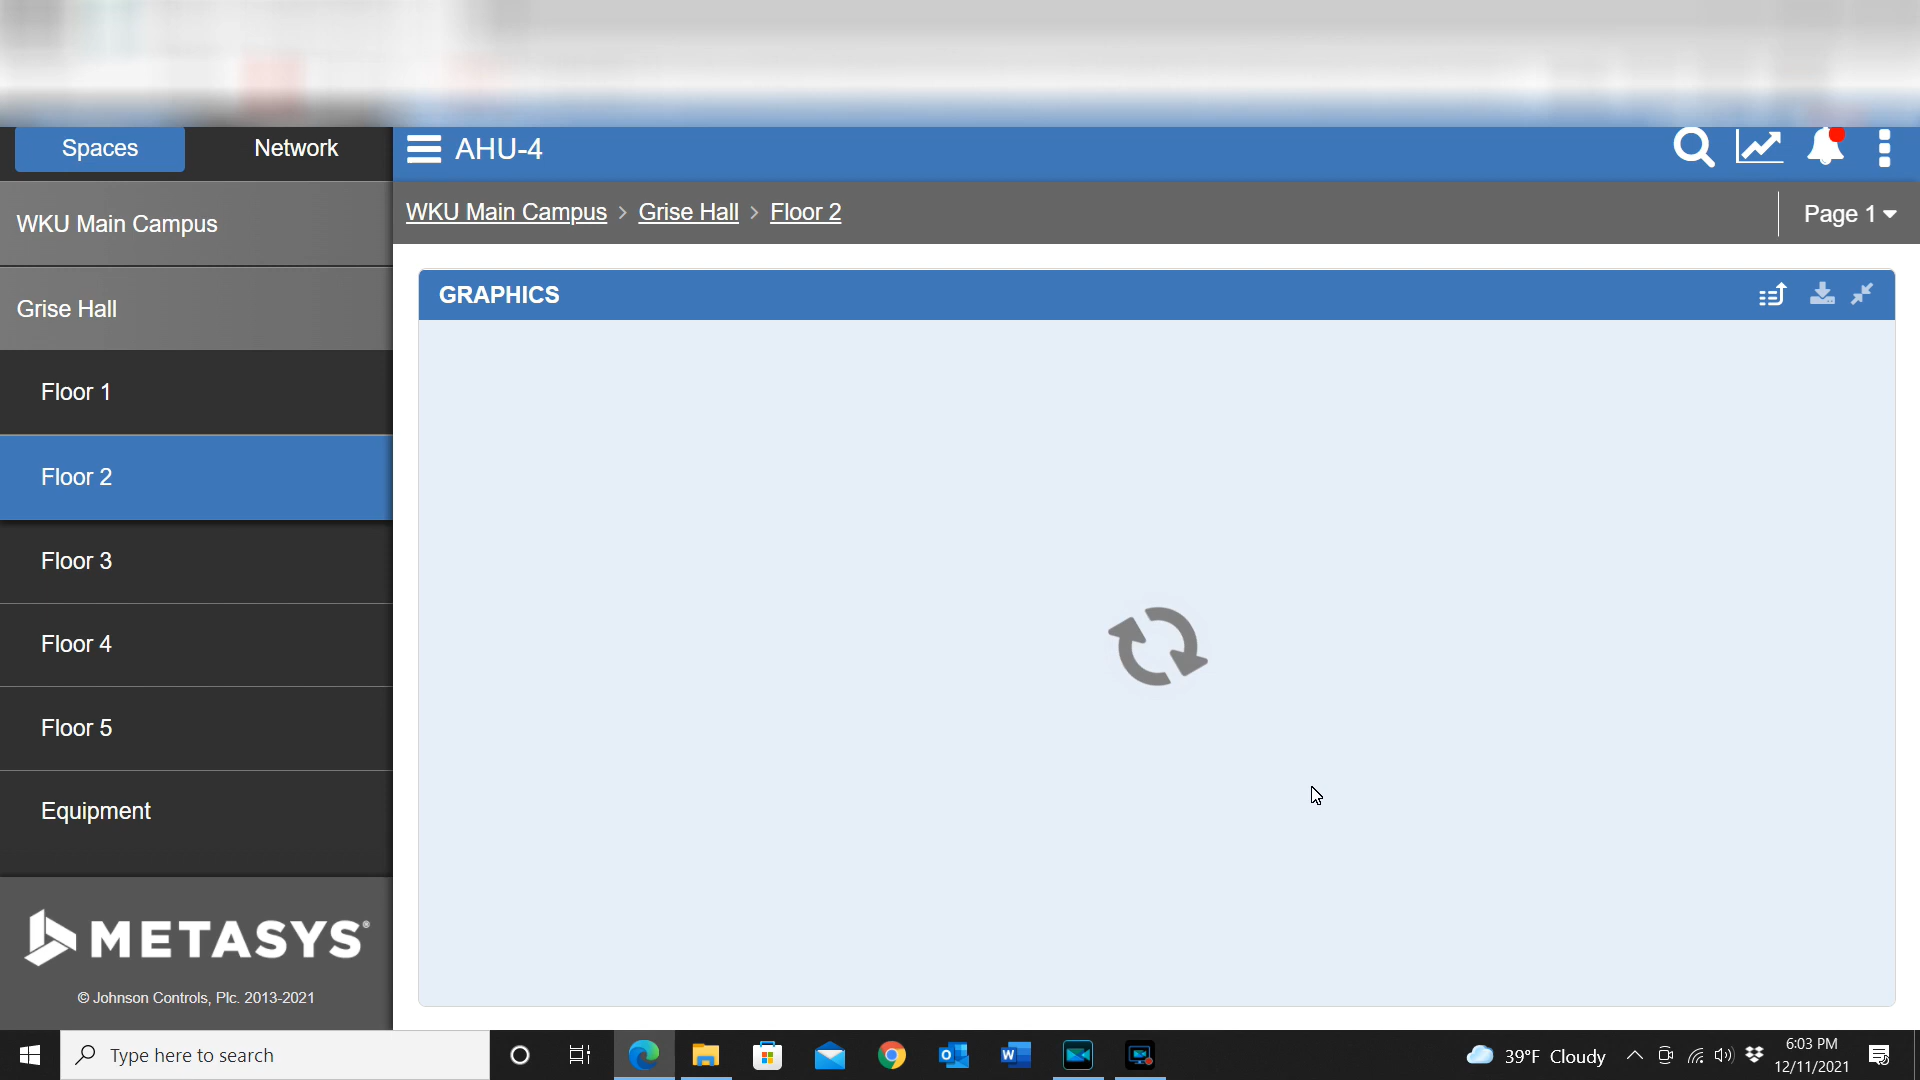 Spaces
Network
AHU-4
WKU Main Campus
WKU Main Campus > Grise Hall > Floor 2
Page 1
Grise Hall
GRAPHICS
Floor 1
Floor 2
Floor 3
Floor 4
Floor 5
Equipment
METASYS®
© Johnson Controls, Plc. 2013-2021
Type here to search
39°F Cloudy
6:03 PM
12/11/2021